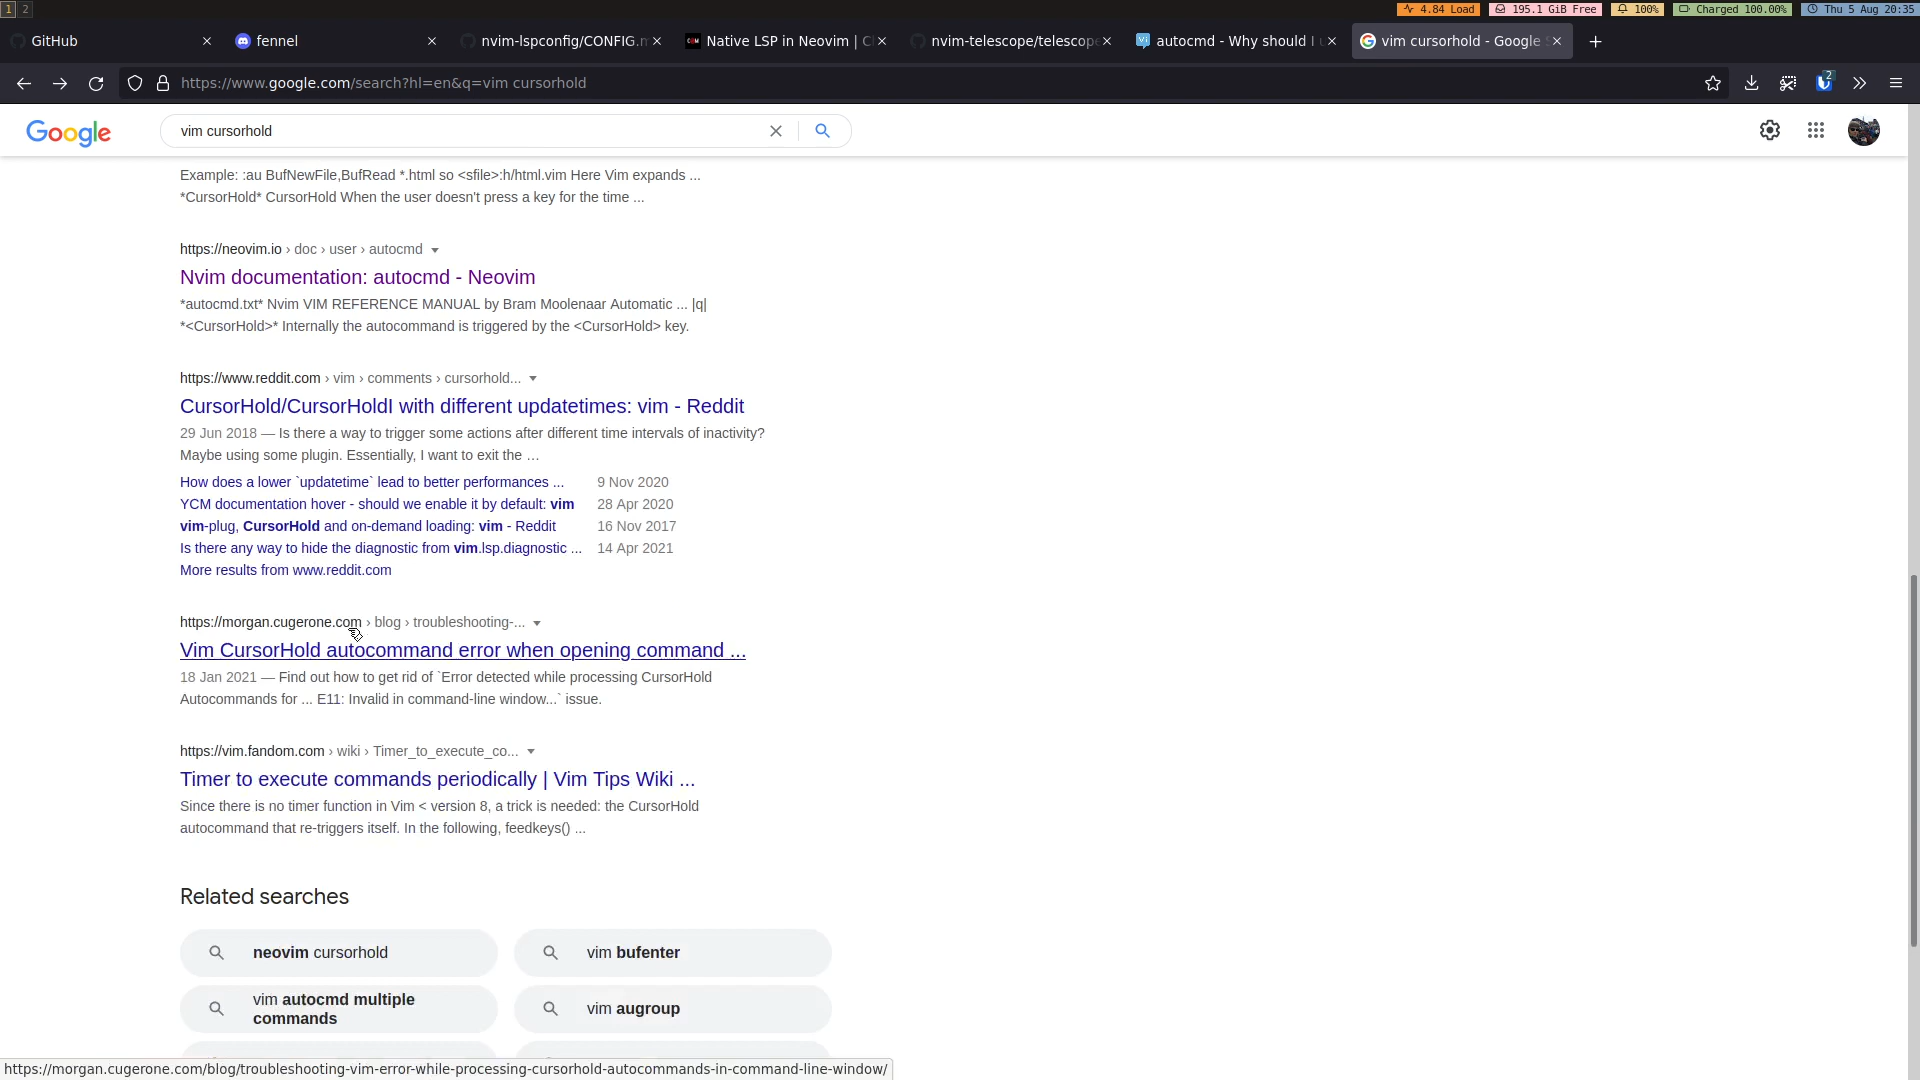 1 2
4.84 Load
195.1 GiB Free
100%
Charged 100.00%
Thu 5 Aug 20:35
GitHub
fennel
nvim-lspconfig/CONFIG.m
Native LSP in Neovim | C
nvim-telescope/telescope
autocmd - Why should I u
vim cursorhold - Google S
https://www.google.com/search?hl=en&q=vim cursorhold
2
Google
vim cursorhold
Example: :au BufNewFile,BufRead *.html so <sfile>:h/html.vim Here Vim expands ...
*CursorHold* CursorHold When the user doesn't press a key for the time ...
https://neovim.io › doc › user › autocmd
Nvim documentation: autocmd - Neovim
*autocmd.txt* Nvim VIM REFERENCE MANUAL by Bram Moolenaar Automatic ... |q|
*<CursorHold>* Internally the autocommand is triggered by the <CursorHold> key.
https://www.reddit.com › vim › comments › cursorhold...
CursorHold/CursorHoldI with different updatetimes: vim - Reddit
29 Jun 2018 — Is there a way to trigger some actions after different time intervals of inactivity?
Maybe using some plugin. Essentially, I want to exit the …
How does a lower `updatetime` lead to better performances ... 9 Nov 2020
YCM documentation hover - should we enable it by default: vim 28 Apr 2020
vim-plug, CursorHold and on-demand loading: vim - Reddit 16 Nov 2017
Is there any way to hide the diagnostic from vim.lsp.diagnostic ... 14 Apr 2021
More results from www.reddit.com
https://morgan.cugerone.com › blog › troubleshooting-...
Vim CursorHold autocommand error when opening command ...
18 Jan 2021 — Find out how to get rid of `Error detected while processing CursorHold
Autocommands for ... E11: Invalid in command-line window...` issue.
https://vim.fandom.com › wiki › Timer_to_execute_co...
Timer to execute commands periodically | Vim Tips Wiki ...
Since there is no timer function in Vim < version 8, a trick is needed: the CursorHold
autocommand that re-triggers itself. In the following, feedkeys() ...
Related searches
neovim cursorhold
vim bufenter
vim autocmd multiple
commands
vim augroup
https://morgan.cugerone.com/blog/troubleshooting-vim-error-while-processing-cursorhold-autocommands-in-command-line-window/